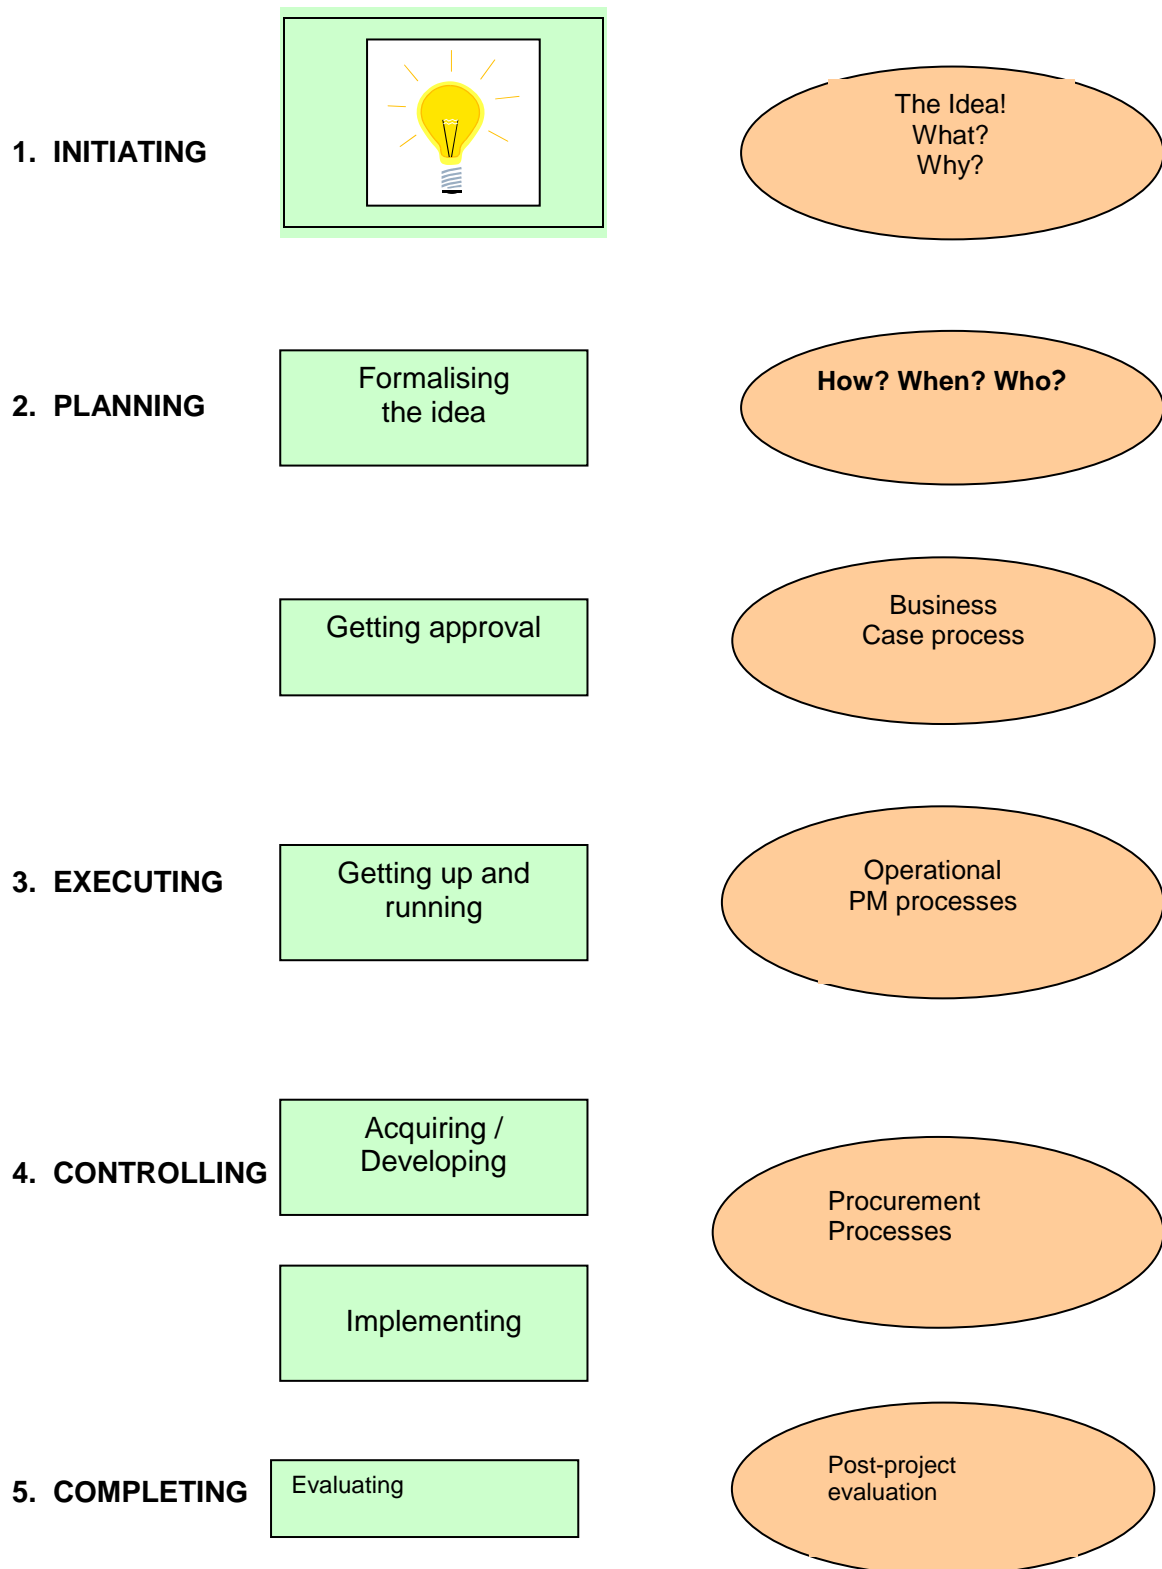 1. INITIATING
The Idea!
What?
Why?
2. PLANNING
Formalising
the idea
How? When? Who?
Getting approval
Business
Case process
3. EXECUTING
Getting up and
running
Operational
PM processes
4. CONTROLLING
Acquiring /
Developing
Procurement
Processes
Implementing
5. COMPLETING
Evaluating
Post-project
evaluation